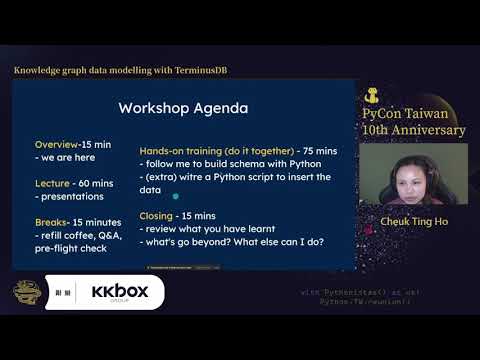 Knowledge graph data modelling with TerminusDB
Workshop Agenda
Overview-15 min
- we are here
Lecture - 60 mins
- presentations
Breaks- 15 minutes
- refill coffee, Q&A,
pre-flight check
Hands-on training (do it together) - 75 mins
- follow me to build schema with Python
- (extra) witre a Python script to insert the
data
Closing - 15 mins
- review what you have learnt
- what's go beyond? What else can I do?
PyCon Taiwan
10th Anniversary
Cheuk Ting Ho
KKBOX
GROUP
with Pythonistas() as us:
Python.TW.reunion()